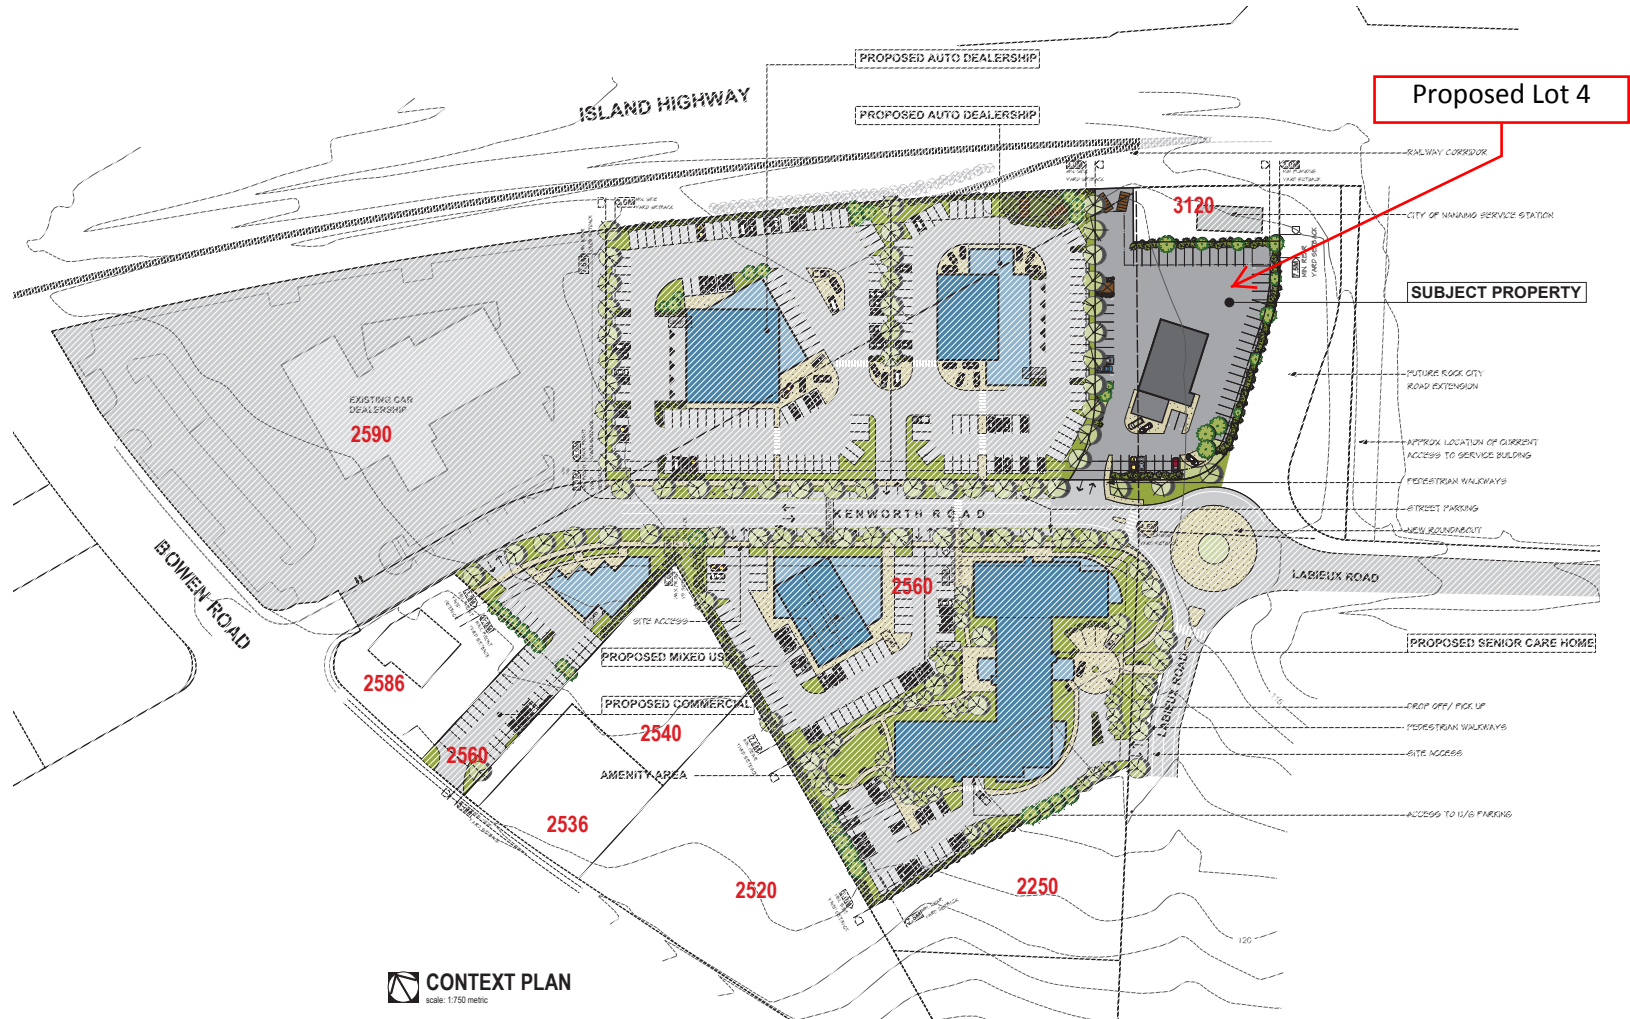 PROPOSED AUTO DEALERSHIP
ISLAND HIGHWAY
PROPOSED AUTO DEALERSHIP
Proposed Lot 4
RAILWAY CORRIDOR
3120
CITY OF NANAIMO SERVICE STATION
SUBJECT PROPERTY
EXISTING CAR
DEALERSHIP
2590
FUTURE ROCK CITY
ROAD EXTENSION
APPROX LOCATION OF CURRENT
ACCESS TO SERVICE BUILDING
PEDESTRIAN WALKWAYS
STREET PARKING
KENWORTH ROAD
NEW ROUNDABOUT
BOWEN ROAD
LABIEUX ROAD
2560
SITE ACCESS
PROPOSED MIXED US
PROPOSED SENIOR CARE HOME
LABIEUX ROAD
2586
PROPOSED COMMERCIAL
DROP OFF/ PICK UP
PEDESTRIAN WALKWAYS
2540
SITE ACCESS
2560
AMENITY AREA
ACCESS TO U/G PARKING
2536
2520
2250
120
CONTEXT PLAN
scale: 1:750 metric